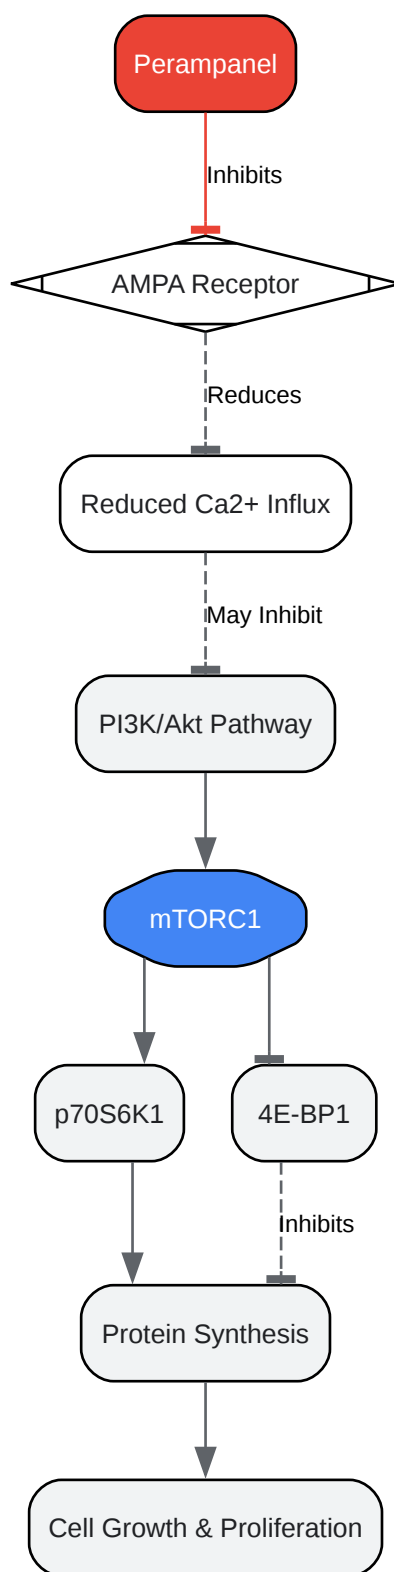 Perampanel
Inhibits
AMPA Receptor
Reduces
Reduced Ca2+ Influx
May Inhibit
PI3K/Akt Pathway
mTORC1
p70S6K1
4E-BP1
Inhibits
Protein Synthesis
Cell Growth & Proliferation